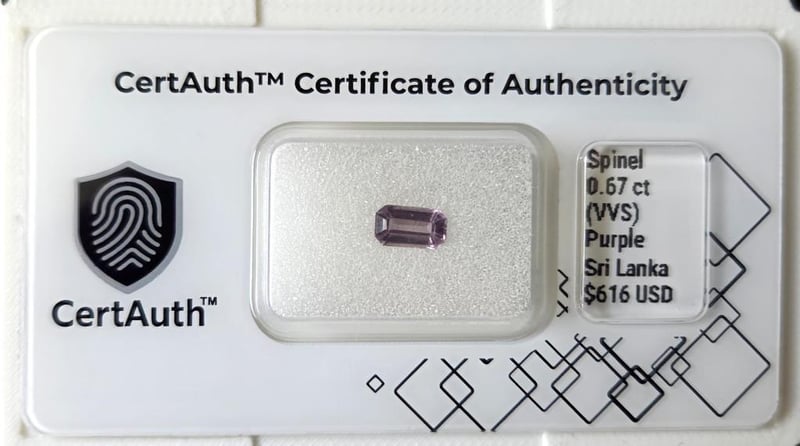 CertAuth™ Certificate of Authenticity
CertAuth™
Spinel
0.67 ct
(VVS)
Purple
Sri Lanka
$616 USD